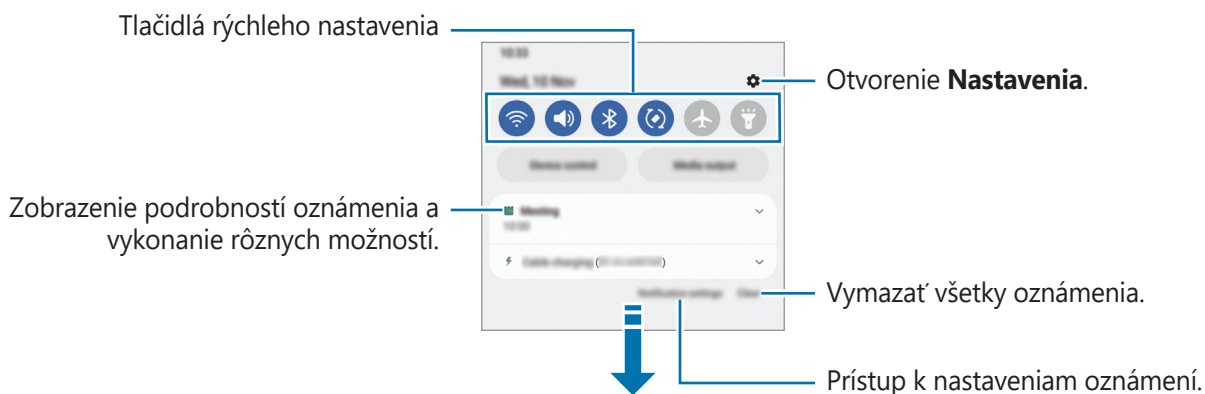 Tlačidlá rýchleho nastavenia
10:33
Wed, 10 Nov
Otvorenie Nastavenia.
Device control
Media output
Zobrazenie podrobností oznámenia a
vykonanie rôznych možností.
Meeting
10:00
Cable charging (
)
Notification settings
Clear
Vymazať všetky oznámenia.
Prístup k nastaveniam oznámení.